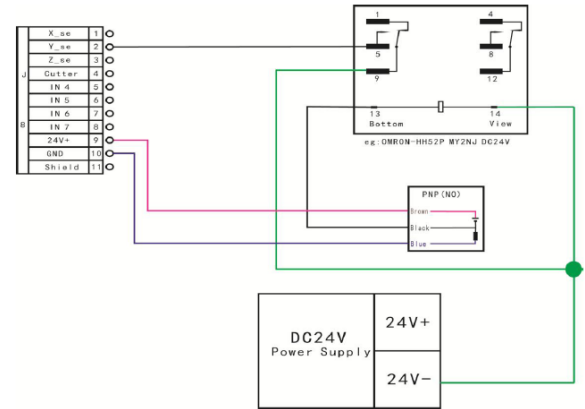 X_se 1
Y_se 2
Z_se 3
Cutter 4
IN 4 5
IN 5 6
IN 6 7
IN 7 8
24V+ 9
GND 10
Shield 11
J
B
1
4
5
8
9
12
13
14
Bottom
View
eg:OMRON-HH52P MY2NJ DC24V
PNP(NO)
Brown
Black
Blue
DC24V
Power Supply
24V+
24V-